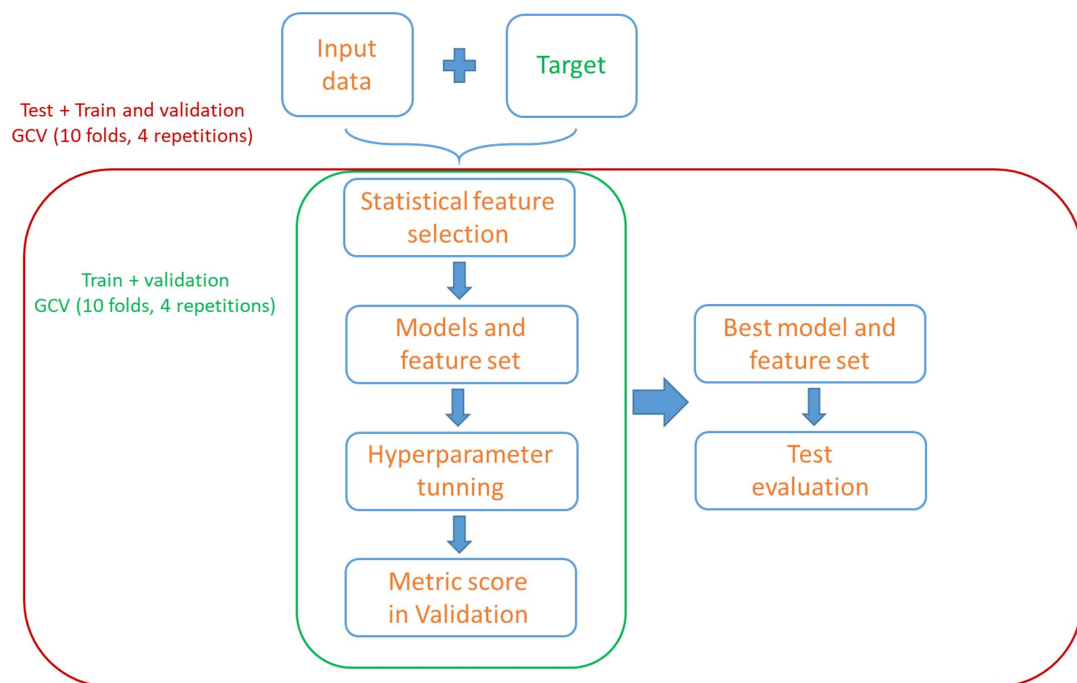 Input
data
Target
Test + Train and validation
GCV (10 folds, 4 repetitions)
Statistical feature
selection
Train + validation
GCV (10 folds, 4 repetitions)
Models and
feature set
Best model and
feature set
Hyperparameter
tunning
Test
evaluation
Metric score
in Validation